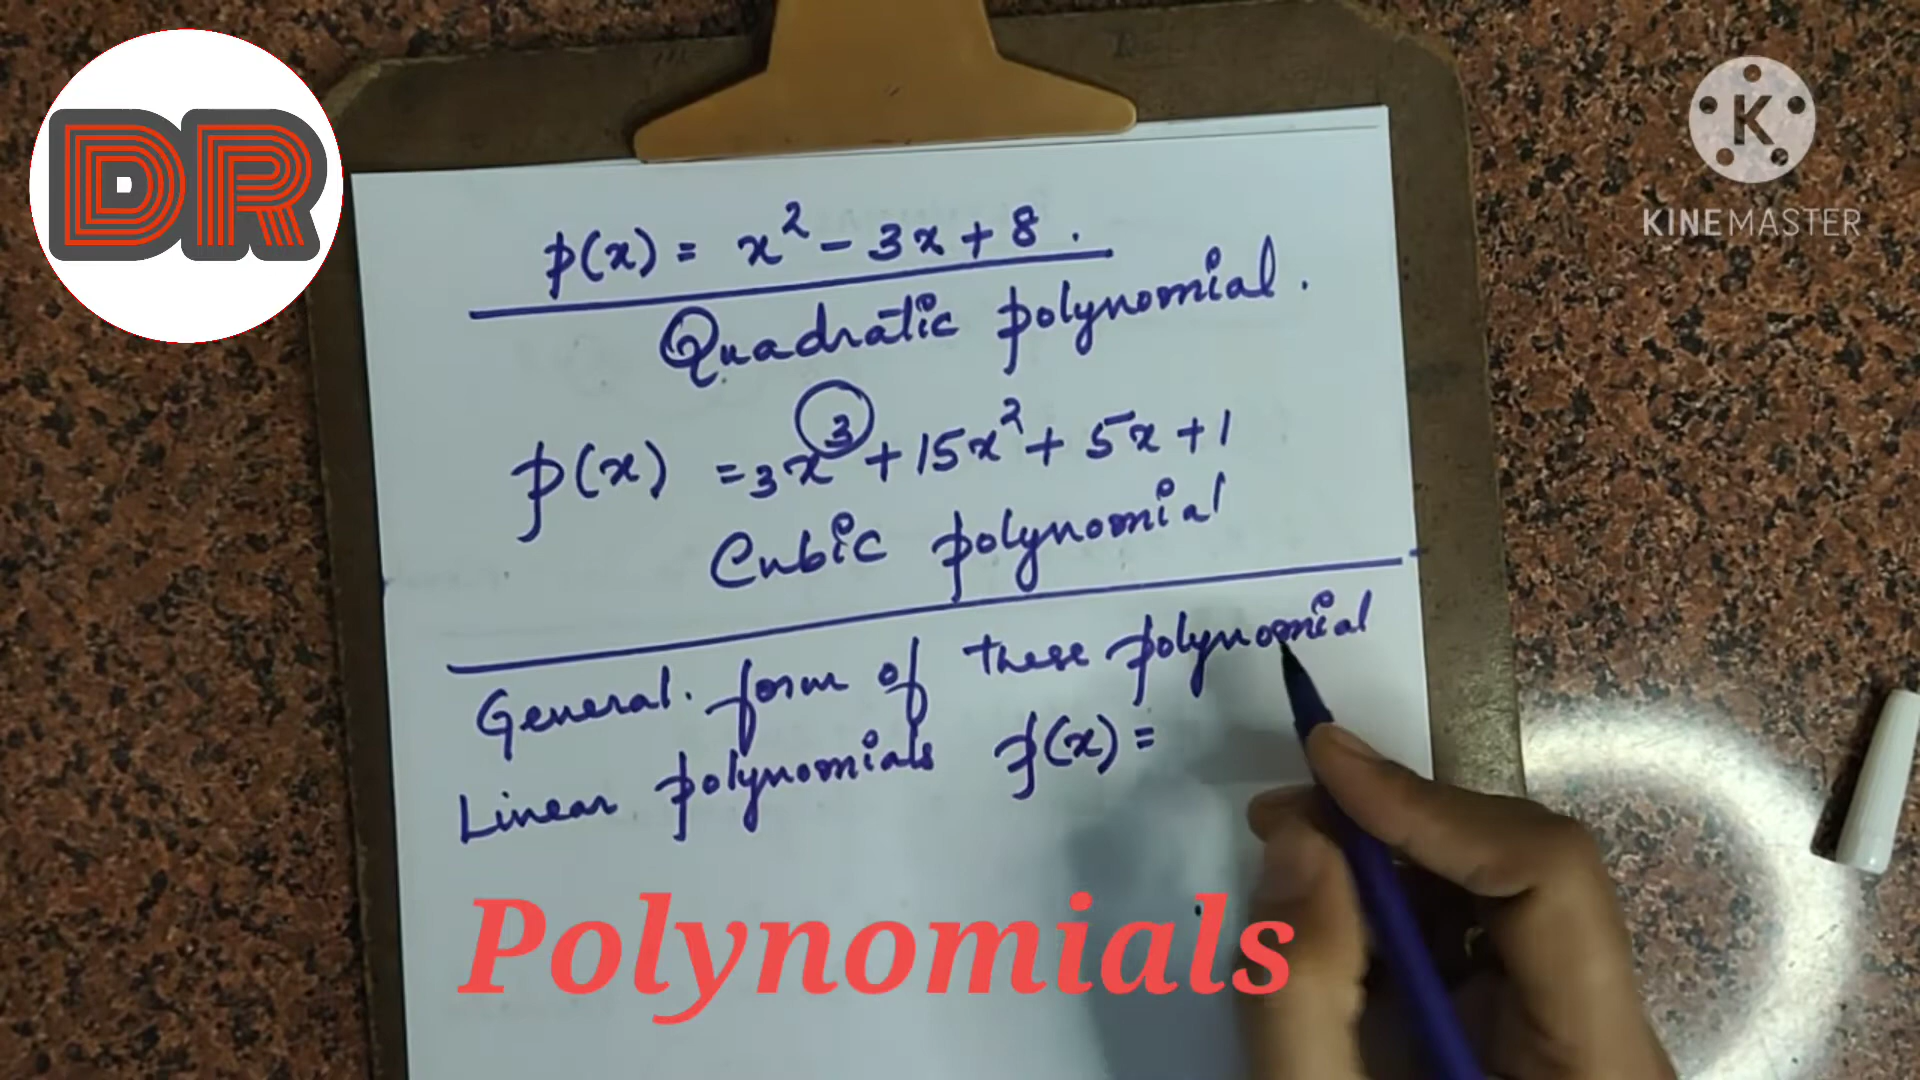 DR
K
KINEMASTER
p(x) = x² - 3x + 8 .
Quadratic polynomial .
p(x) = 3x³ + 15x² + 5x + 1
Cubic polynomial
General. form of these polynomial
Linear polynomials p(x) =
Polynomials